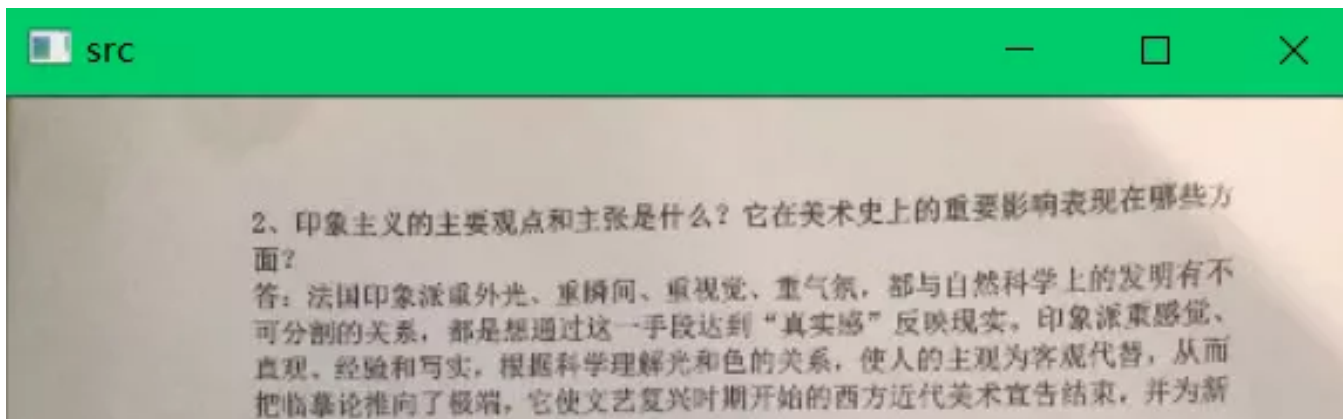 src
2、印象主义的主要观点和主张是什么？它在美术史上的重要影响表现在哪些方
面？
答：法国印象派重外光、重瞬间、重视觉、重气氛，都与自然科学上的发明有不
可分割的关系，都是想通过这一手段达到“真实感”反映现实。印象派重感觉、
直观、经验和写实，根据科学理解光和色的关系，使人的主观为客观代替，从而
把临摹论推向了极端，它使文艺复兴时期开始的西方近代美术宣告结束，并为新